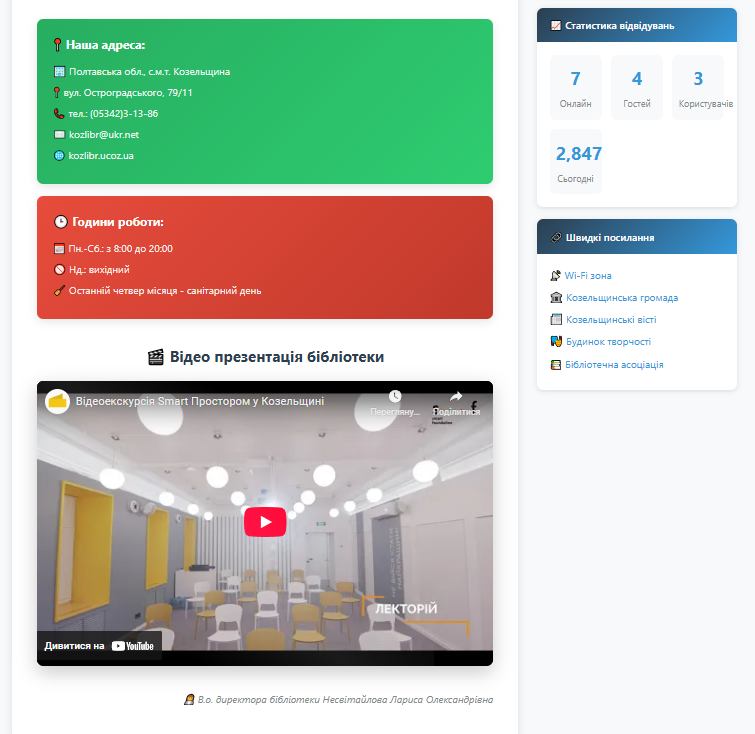 Наша адреса:
Полтавська обл., с.м.т. Козельщина
вул. Остроградського, 79/11
тел.: (05342)3-13-86
kozlibr@ukr.net
kozlibr.ucoz.ua
Години роботи:
Пн.-Сб.: з 8:00 до 20:00
Нд.: вихідний
Останній четвер місяця - санітарний день
Відео презентація бібліотеки
Відеоекскурсія Smart Простором у Козельщині
Перегляну...
Поділитися
ЛЕКТОРІЙ
Дивитися на YouTube
В.о. директора бібліотеки Несвітайлова Лариса Олександрівна
Статистика відвідувань
7
Онлайн
4
Гостей
3
Користувачів
2,847
Сьогодні
Швидкі посилання
Wi-Fi зона
Козельщинська громада
Козельщинські вісті
Будинок творчості
Бібліотечна асоціація